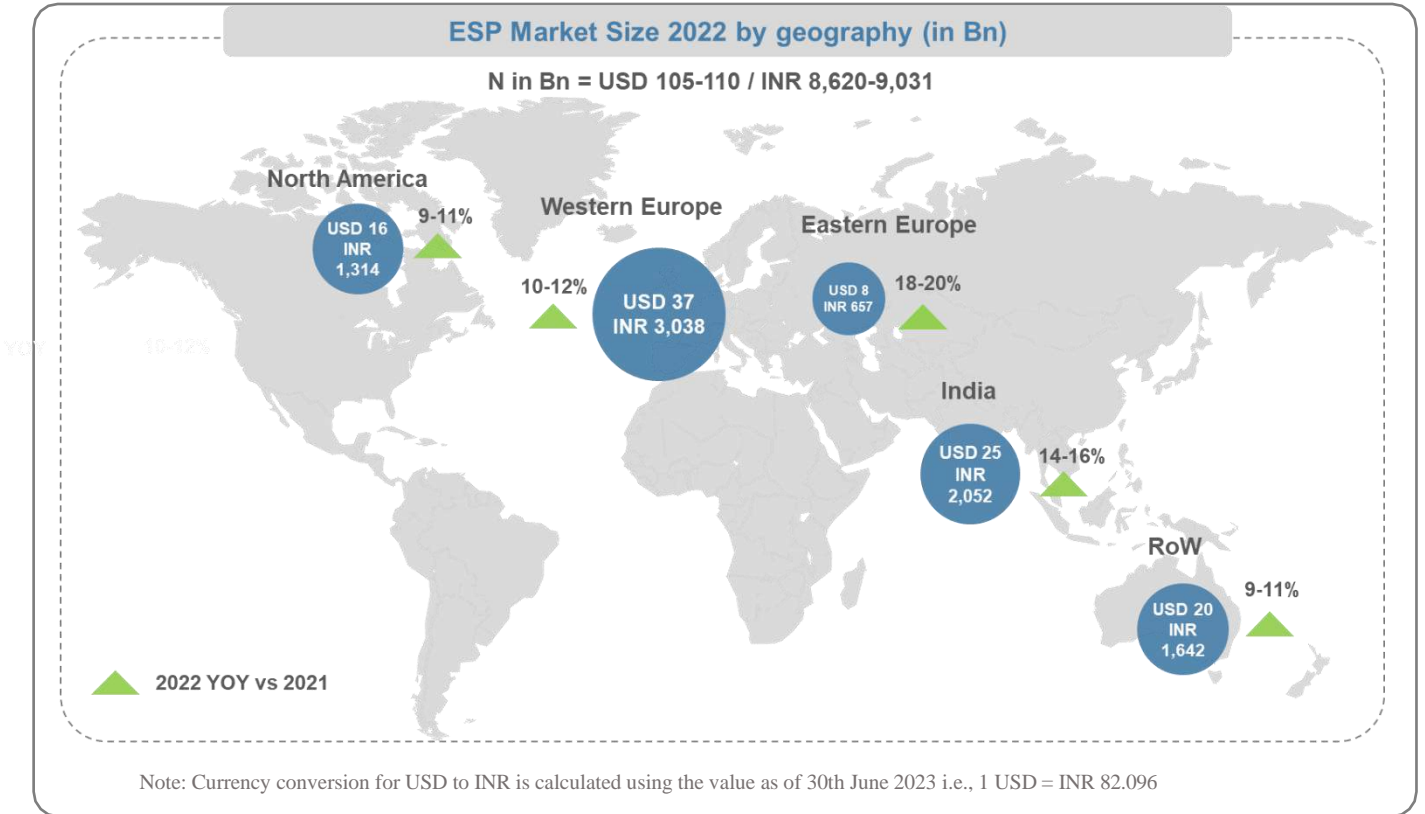 ESP Market Size 2022 by geography (in Bn)
N in Bn = USD 105-110 / INR 8,620-9,031
North America
USD 16
INR
1,314
9-11%
Western Europe
10-12%
USD 37
INR 3,038
Eastern Europe
USD 8
INR 657
18-20%
YOY
10-12%
India
USD 25
INR
2,052
14-16%
RoW
USD 20
INR
1,642
9-11%
2022 YOY vs 2021
Note: Currency conversion for USD to INR is calculated using the value as of 30th June 2023 i.e., 1 USD = INR 82.096